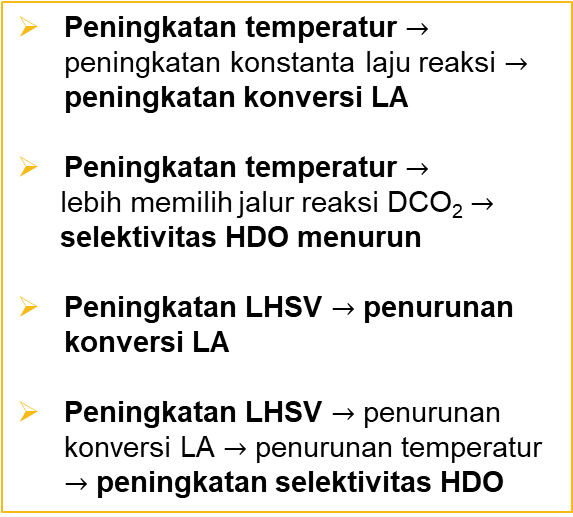 ➢ Peningkatan temperatur →
peningkatan konstanta laju reaksi →
peningkatan konversi LA
➢ Peningkatan temperatur →
lebih memilih jalur reaksi DCO₂ →
selektivitas HDO menurun
➢ Peningkatan LHSV → penurunan
konversi LA
➢ Peningkatan LHSV → penurunan
konversi LA → penurunan temperatur
→ peningkatan selektivitas HDO